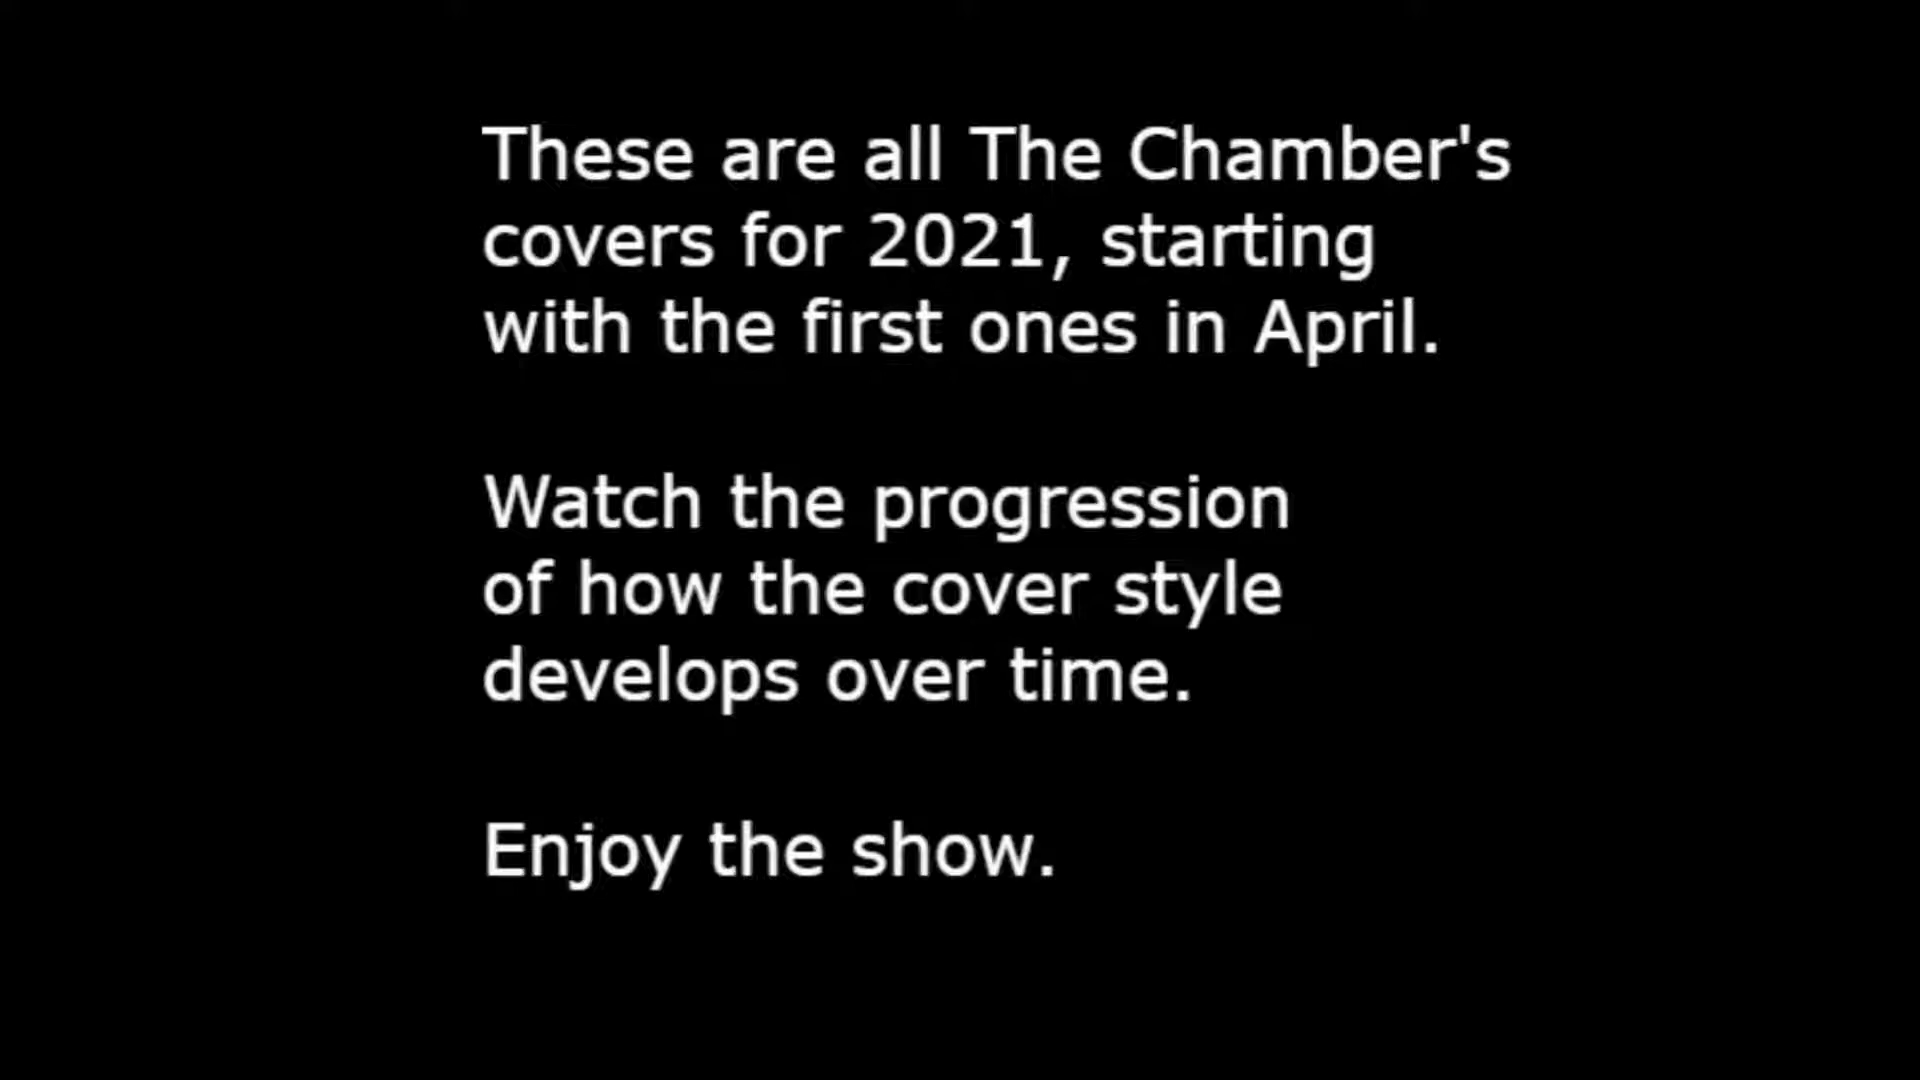 These are all The Chamber's
covers for 2021, starting
with the first ones in April.
Watch the progression
of how the cover style
develops over time.
Enjoy the show.